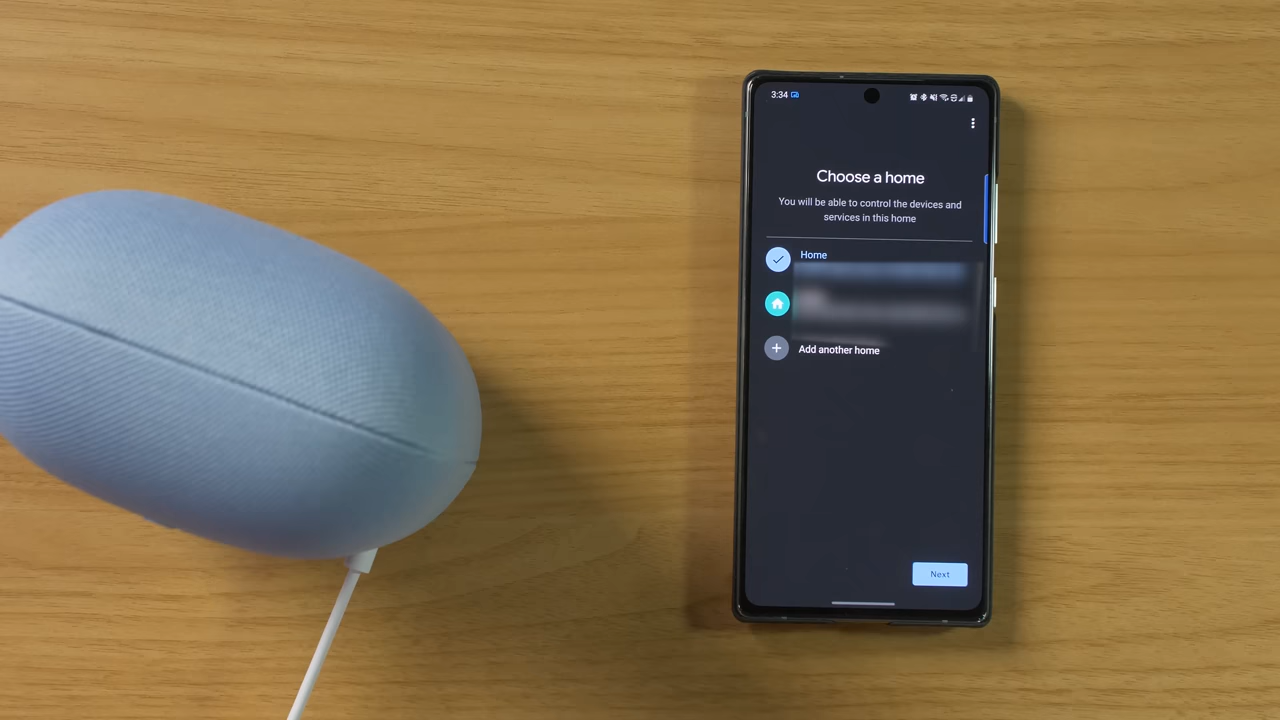 3:34
Choose a home
You will be able to control the devices and
services in this home
Home
Add another home
Next